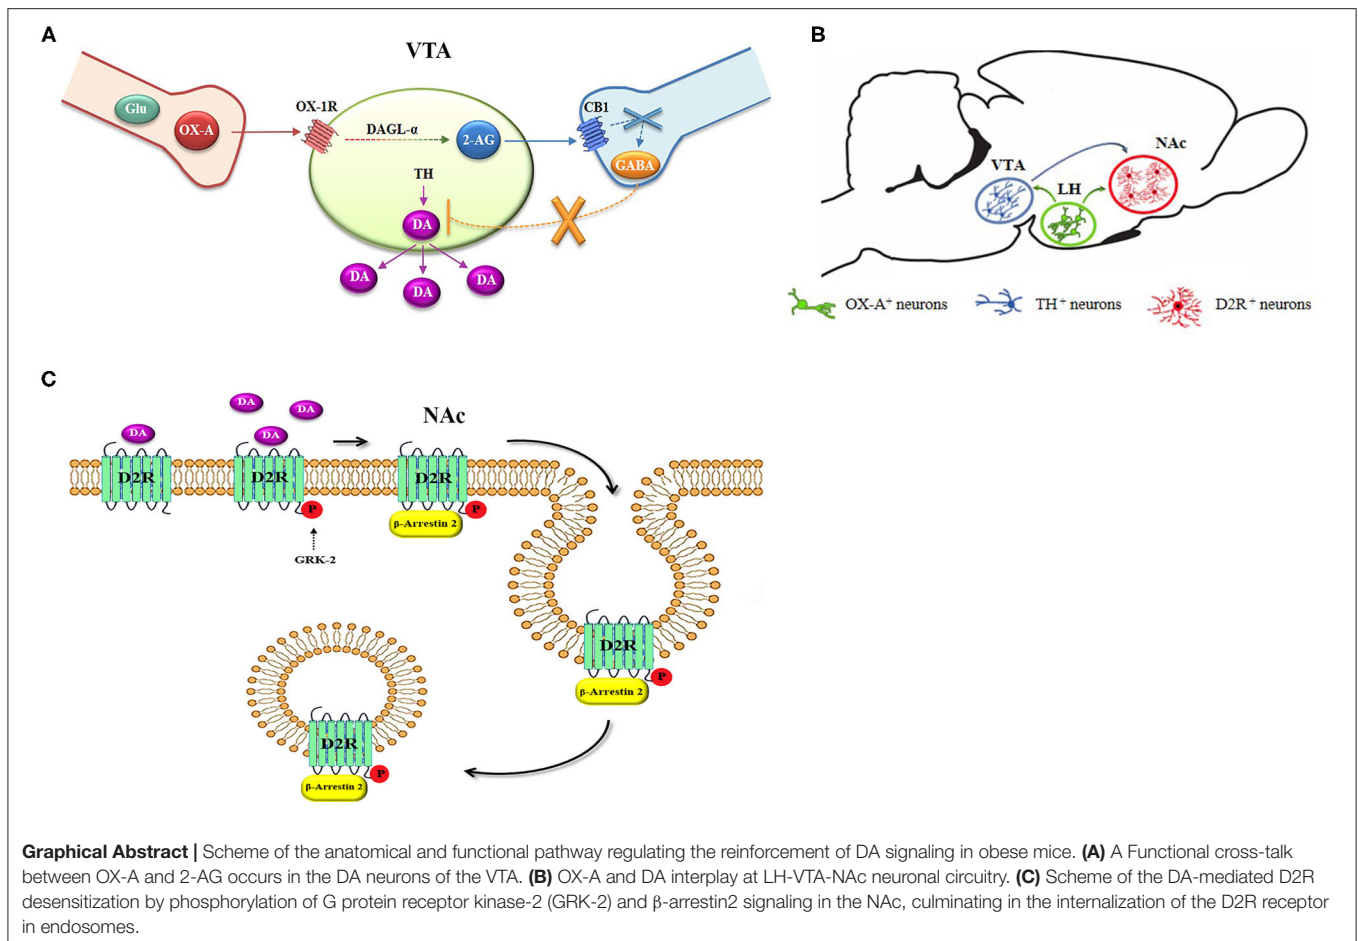 A
VTA
Glu
OX-A
OX-1R
DAGL-α
2-AG
CB1
GABA
TH
DA
DA
DA
DA
B
VTA
LH
NAc
OX-A+ neurons
TH+ neurons
D2R+ neurons
C
NAc
DA
DA
DA
DA
D2R
D2R
D2R
P
P
β-Arrestin 2
GRK-2
D2R
P
β-Arrestin 2
D2R
P
β-Arrestin 2
Graphical Abstract | Scheme of the anatomical and functional pathway regulating the reinforcement of DA signaling in obese mice. (A) A Functional cross-talk
between OX-A and 2-AG occurs in the DA neurons of the VTA. (B) OX-A and DA interplay at LH-VTA-NAc neuronal circuitry. (C) Scheme of the DA-mediated D2R
desensitization by phosphorylation of G protein receptor kinase-2 (GRK-2) and β-arrestin2 signaling in the NAc, culminating in the internalization of the D2R receptor
in endosomes.